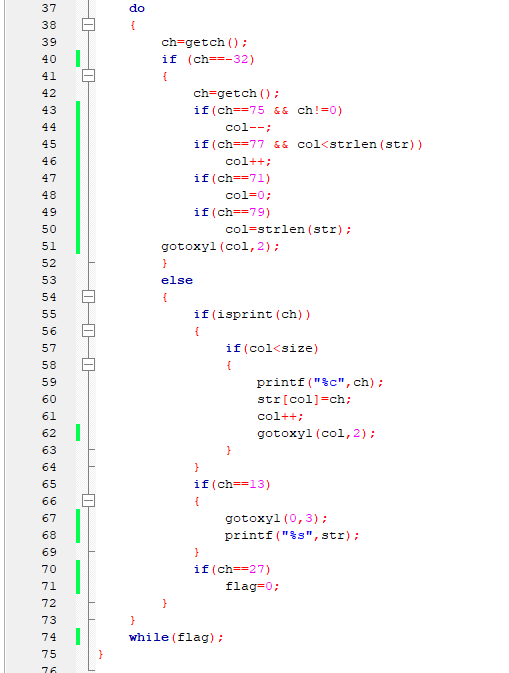 37 do
38 {
39 ch=getch();
40 if (ch==-32)
41 {
42 ch=getch();
43 if(ch==75 && ch!=0)
44 col--;
45 if(ch==77 && col<strlen(str))
46 col++;
47 if(ch==71)
48 col=0;
49 if(ch==79)
50 col=strlen(str);
51 gotoxy1(col,2);
52 }
53 else
54 {
55 if(isprint(ch))
56 {
57 if(col<size)
58 {
59 printf("%c",ch);
60 str[col]=ch;
61 col++;
62 gotoxy1(col,2);
63 }
64 }
65 if(ch==13)
66 {
67 gotoxy1(0,3);
68 printf("%s",str);
69 }
70 if(ch==27)
71 flag=0;
72 }
73 }
74 while(flag);
75 }
76